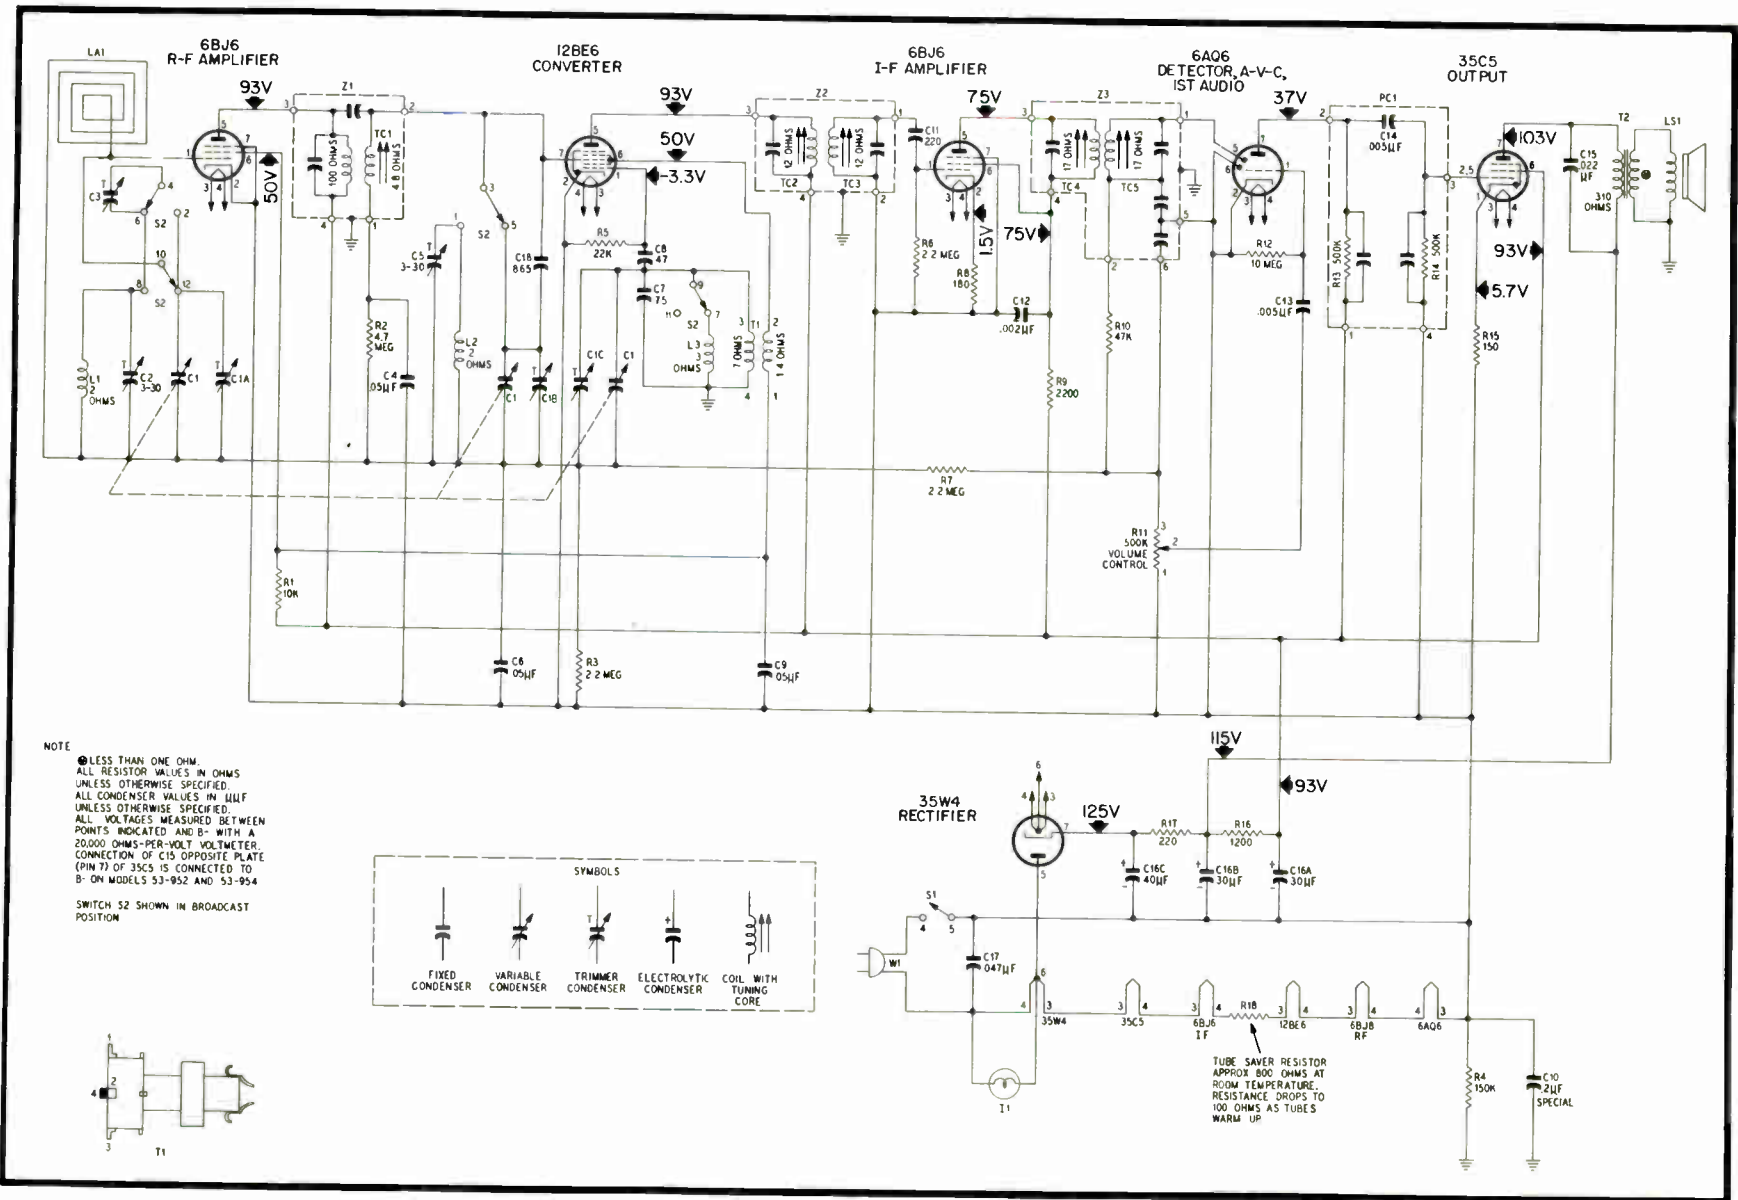 LA1
6BJ6
R-F AMPLIFIER
93V
12BE6
CONVERTER
93V
50V
-3.3V
6BJ6
I-F AMPLIFIER
75V
6AQ6
DETECTOR, A-V-C,
1ST AUDIO
37V
35C5
OUTPUT
103V
Z1
Z2
Z3
PC1
T2
LS1
C3
T
S2
50V
100 OHMS
TC1
4.8 OHMS
12 OHMS
12 OHMS
TC2
TC3
C11
220
17 OHMS
17 OHMS
TC4
TC5
C14
.005µF
C15
.022
µF
310
OHMS
2,5
S2
S2
C5
3-30
C18
865
R5
22K
C8
47
C7
75
R6
2.2 MEG
R8
180
1.5V
75V
R12
10 MEG
R13 500K
R14 500K
93V
5.7V
L1
2
OHMS
C2
3-30
C1
C1A
R2
4.7
MEG
C4
.05µF
L2
2
OHMS
C1
C1B
C1C
C1
S2
L3
3
OHMS
7 OHMS
T1
1.4 OHMS
C12
.002µF
R9
2200
R10
47K
C13
.005µF
R15
150
R7
2.2 MEG
R11
500K
VOLUME
CONTROL
R1
10K
C6
.05µF
R3
2.2 MEG
C9
.05µF
NOTE
LESS THAN ONE OHM.
ALL RESISTOR VALUES IN OHMS
UNLESS OTHERWISE SPECIFIED.
ALL CONDENSER VALUES IN µµF
UNLESS OTHERWISE SPECIFIED.
ALL VOLTAGES MEASURED BETWEEN
POINTS INDICATED AND B- WITH A
20,000 OHMS-PER-VOLT VOLTMETER.
CONNECTION OF C15 OPPOSITE PLATE
(PIN 7) OF 35C5 IS CONNECTED TO
B- ON MODELS 53-952 AND 53-954
SWITCH S2 SHOWN IN BROADCAST
POSITION
SYMBOLS
FIXED
CONDENSER
VARIABLE
CONDENSER
TRIMMER
CONDENSER
ELECTROLYTIC
CONDENSER
COIL WITH
TUNING
CORE
35W4
RECTIFIER
125V
115V
93V
R17
220
R16
1200
C16C
40µF
C16B
30µF
C16A
30µF
S1
W1
C17
.047µF
35W4
35C5
6BJ6
IF
R18
12BE6
6BJ6
RF
6AQ6
TUBE SAVER RESISTOR
APPROX 800 OHMS AT
ROOM TEMPERATURE.
RESISTANCE DROPS TO
100 OHMS AS TUBES
WARM UP
I1
R4
150K
C10
.2µF
SPECIAL
T1